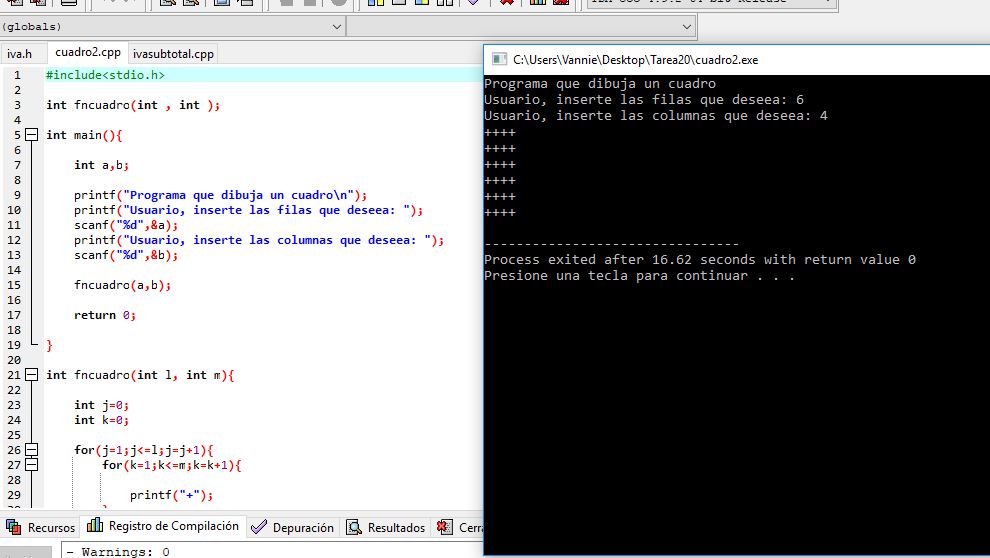 (globals)
iva.h cuadro2.cpp ivasubtotal.cpp
1 #include<stdio.h>
2
3 int fncuadro(int , int );
4
5 int main(){
6
7 int a,b;
8
9 printf("Programa que dibuja un cuadro\n");
10 printf("Usuario, inserte las filas que deseea: ");
11 scanf("%d",&a);
12 printf("Usuario, inserte las columnas que deseea: ");
13 scanf("%d",&b);
14
15 fncuadro(a,b);
16
17 return 0;
18
19 }
20
21 int fncuadro(int l, int m){
22
23 int j=0;
24 int k=0;
25
26 for(j=1;j<=l;j=j+1){
27 for(k=1;k<=m;k=k+1){
28
29 printf("+");
Recursos Registro de Compilación Depuración Resultados Cerra
- Warnings: 0
C:\Users\Vannie\Desktop\Tarea20\cuadro2.exe
Programa que dibuja un cuadro
Usuario, inserte las filas que deseea: 6
Usuario, inserte las columnas que deseea: 4
++++
++++
++++
++++
++++
++++
--------------------------------
Process exited after 16.62 seconds with return value 0
Presione una tecla para continuar . . .